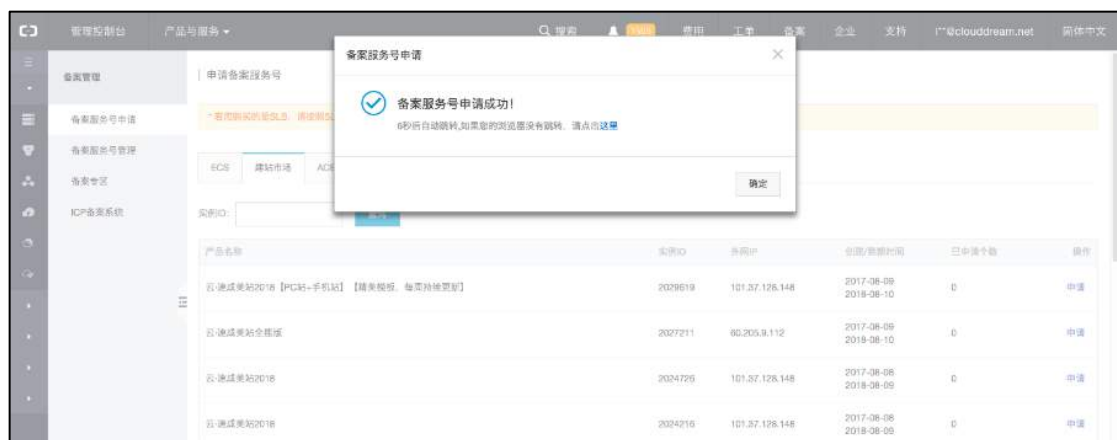 管理控制台 产品与服务 搜索 费用 工单 备案 企业 支持 i**@clouddream.net 简体中文
备案服务号申请
备案管理
申请备案服务号
备案服务号申请成功!
6秒后自动跳转,如果您的浏览器没有跳转,请点击这里
备案服务号申请
备案服务号管理
ECS 建站市场
备案专区
确定
ICP备案系统
实例ID:
产品名称 实例ID 公网IP 创建/到期时间 已申请个数 操作
云·速成美站2018【PC站+手机站】【精美模板,每周持续更新】 2029619 101.37.128.148 2017-08-09 0 申请
2018-08-10
云·速成美站全能版 2027211 60.205.9.112 2017-08-09 0 申请
2018-08-10
云·速成美站2018 2024726 101.37.128.148 2017-08-08 0 申请
2018-08-09
云·速成美站2018 2024216 101.37.128.148 2017-08-08 0 申请
2018-08-09